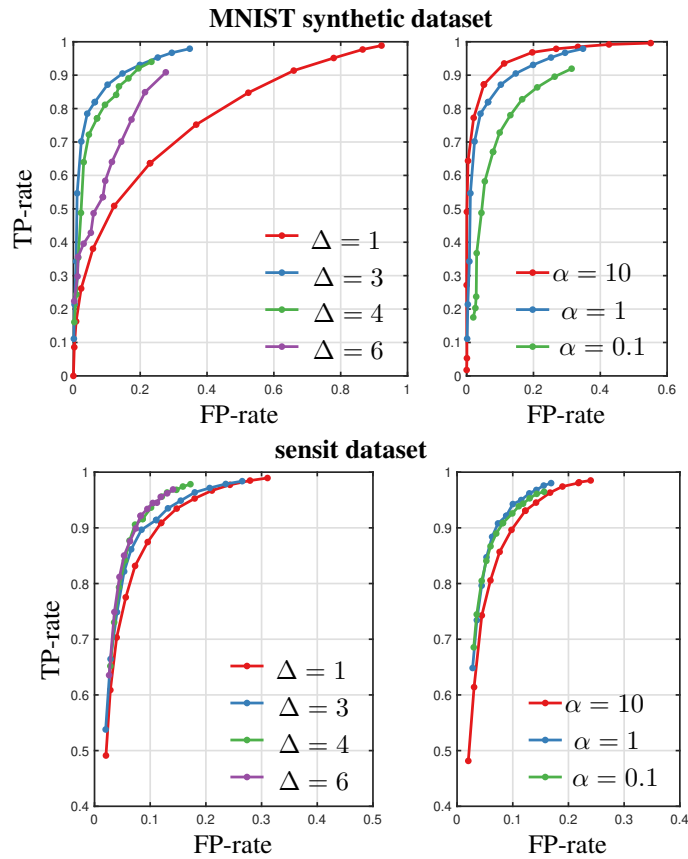 MNIST synthetic dataset
TP-rate
1
0.9
0.8
0.7
0.6
0.5
0.4
0.3
0.2
0.1
0
0 0.2 0.4 0.6 0.8 1
FP-rate
Δ = 1
Δ = 3
Δ = 4
Δ = 6
1
0.9
0.8
0.7
0.6
0.5
0.4
0.3
0.2
0.1
0
0 0.2 0.4 0.6
FP-rate
α = 10
α = 1
α = 0.1
sensit dataset
TP-rate
1
0.9
0.8
0.7
0.6
0.5
0.4
0 0.1 0.2 0.3 0.4 0.5
FP-rate
Δ = 1
Δ = 3
Δ = 4
Δ = 6
1
0.9
0.8
0.7
0.6
0.5
0.4
0 0.1 0.2 0.3 0.4
FP-rate
α = 10
α = 1
α = 0.1